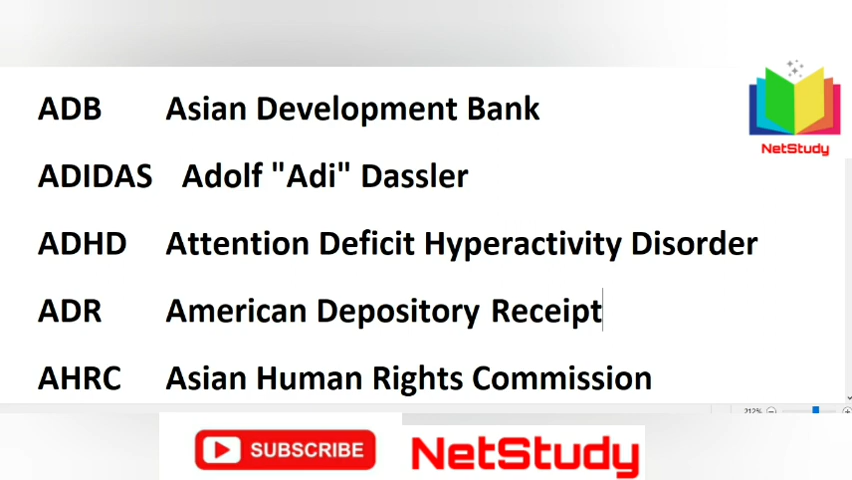 ADB Asian Development Bank
NetStudy
ADIDAS Adolf "Adi" Dassler
ADHD Attention Deficit Hyperactivity Disorder
ADR American Depository Receipt
AHRC Asian Human Rights Commission
212%
SUBSCRIBE
NetStudy